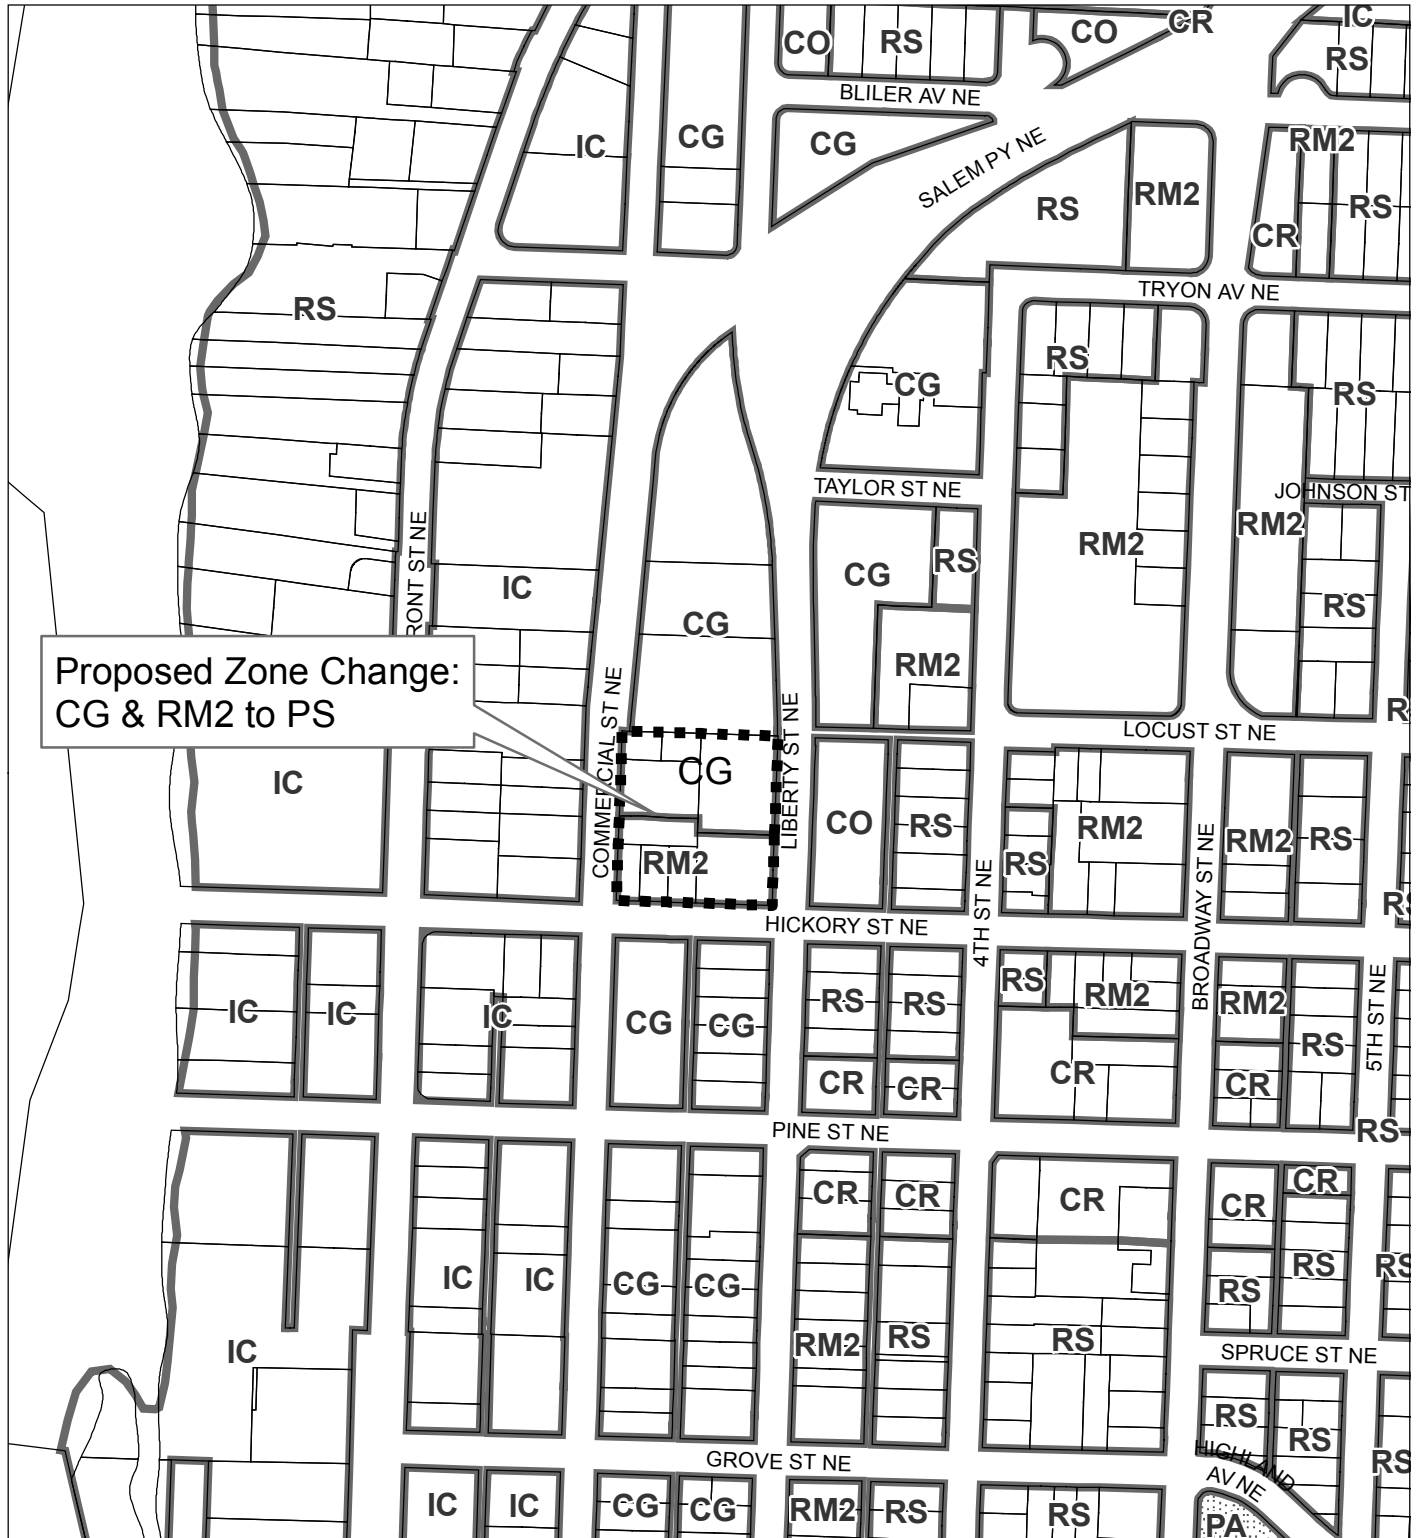 CR
IC
CO
RS
CO
RS
BLILER AV NE
IC
CG
CG
SALEM PY NE
RM2
RS
RM2
RS
CR
RS
TRYON AV NE
RS
CG
RS
TAYLOR ST NE
JOHNSON ST
RM2
RM2
RS
CG
IC
RS
CG
RONT ST NE
RM2
Proposed Zone Change:
CG & RM2 to PS
COMMERCIAL ST NE
LIBERTY ST NE
R
LOCUST ST NE
IC
CG
CO
RS
RM2
RM2
RS
RM2
RS
BROADWAY ST NE
4TH ST NE
RS
HICKORY ST NE
IC
IC
IC
CG
CG
RS
RS
RS
RM2
RM2
RS
5TH ST NE
CR
CR
CR
CR
PINE ST NE
RS
CR
CR
CR
CR
CR
IC
IC
CG
CG
RS
RS
RS
IC
RM2
RS
RS
SPRUCE ST NE
RS
RS
RS
GROVE ST NE
HIGHLAND
AV NE
IC
IC
CG
CG
RM2
RS
RS
PA